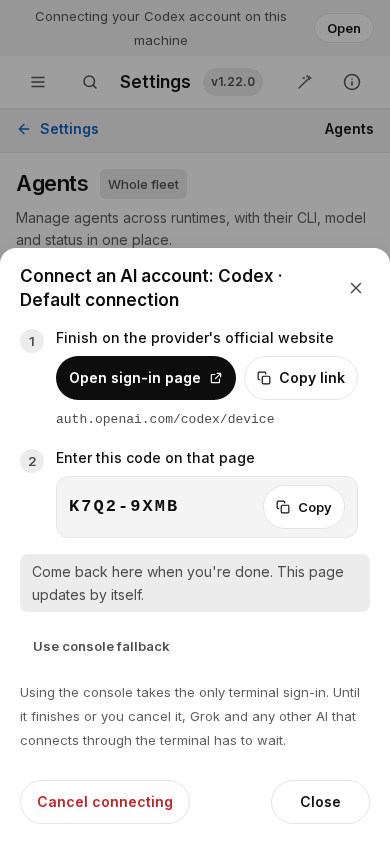 Connecting your Codex account on this
machine
Open
Settings
v1.22.0
Settings
Agents
Agents
Whole fleet
Manage agents across runtimes, with their CLI, model
and status in one place.
Connect an AI account: Codex ·
Default connection
1
Finish on the provider's official website
Open sign-in page
Copy link
auth.openai.com/codex/device
2
Enter this code on that page
K7Q2-9XMB
Copy
Come back here when you're done. This page
updates by itself.
Use console fallback
Using the console takes the only terminal sign-in. Until
it finishes or you cancel it, Grok and any other AI that
connects through the terminal has to wait.
Cancel connecting
Close